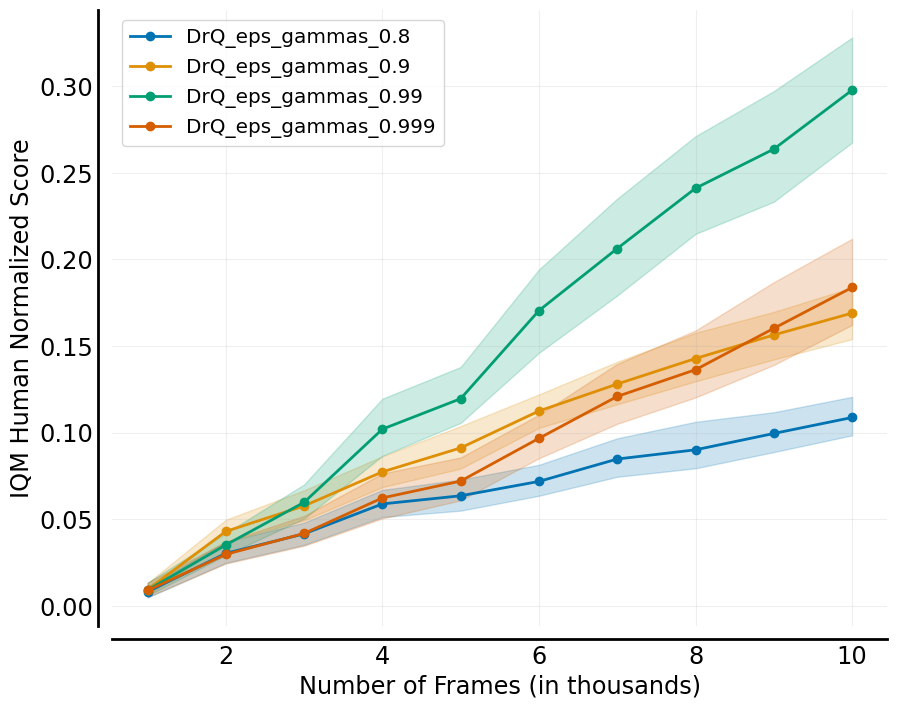 DrQ_eps_gammas_0.8
DrQ_eps_gammas_0.9
DrQ_eps_gammas_0.99
DrQ_eps_gammas_0.999
IQM Human Normalized Score
0.30
0.25
0.20
0.15
0.10
0.05
0.00
2 4 6 8 10
Number of Frames (in thousands)